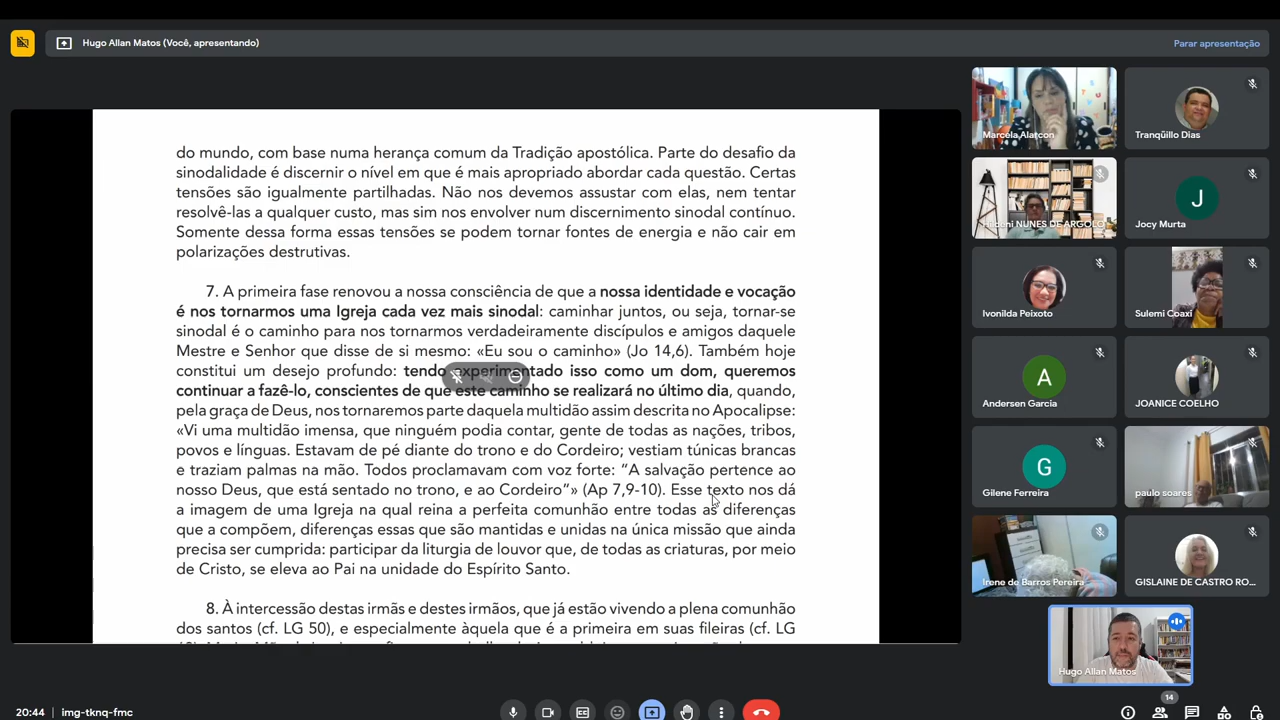 Hugo Allan Matos (Você, apresentando)
Parar apresentação
do mundo, com base numa herança comum da Tradição apostólica. Parte do desafio da
sinodalidade é discernir o nível em que é mais apropriado abordar cada questão. Certas
tensões são igualmente partilhadas. Não nos devemos assustar com elas, nem tentar
resolvê-las a qualquer custo, mas sim nos envolver num discernimento sinodal contínuo.
Somente dessa forma as tensões se podem tornar fontes de energia e não cair em
polarizações destrutivas.
7. A primeira fase renovou a nossa consciência de que a nossa identidade e vocação
é nos tornarmos uma Igreja cada vez mais sinodal: caminhar juntos, ou seja, tornar-se
sinodal é o caminho para nos tornarmos verdadeiramente discípulos e amigos daquele
Mestre e Senhor que disse de si mesmo: «Eu sou o caminho» (Jo 14,6). Também hoje
constitui um desejo profundo: tendo experimentado isso como um dom, queremos
continuar a fazê-lo, conscientes de que este caminho se realizará no último dia, quando,
pela graça de Deus, nos tornaremos parte daquela multidão assim descrita no Apocalipse:
«Vi uma multidão imensa, que ninguém podia contar, gente de todas as nações, tribos,
povos e línguas. Estavam de pé diante do trono e do Cordeiro; vestiam túnicas brancas
e traziam palmas na mão. Todos proclamavam com voz forte: “A salvação pertence ao
nosso Deus, que está sentado no trono, e ao Cordeiro”» (Ap 7,9-10). Esse texto nos dá
a imagem de uma Igreja na qual reina a perfeita comunhão entre todas as diferenças
que a compõem, diferenças essas que são mantidas e unidas na única missão que ainda
precisa ser cumprida: participar da liturgia de louvor que, de todas as criaturas, por meio
de Cristo, se eleva ao Pai na unidade do Espírito Santo.
8. À intercessão destas irmãs e destes irmãos, que já estão vivendo a plena comunhão
dos santos (cf. LG 50), e especialmente àquela que é a primeira em suas fileiras (cf. LG
Marcela Alarcon
Tranqüillo Dias
NUNES DE ARGOLO
J
Jocy Murta
Ivonilda Peixoto
Sulemi Coaxi
A
Andersen Garcia
JOANICE COELHO
G
Gilene Ferreira
paulo soares
Irene de Barros Pereira
GISLAINE DE CASTRO RO...
Hugo Allan Matos
20:44
img-tknq-fmc
14